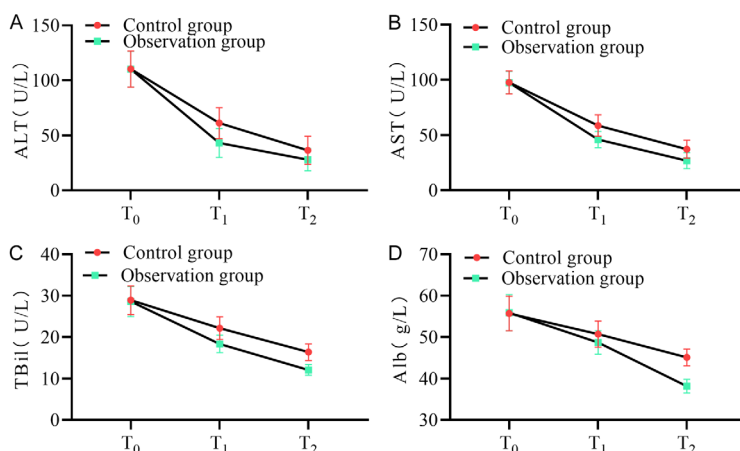 A
Control group
Observation group
ALT( U/L)
150
100
50
0
T0
T1
T2
B
Control group
Observation group
AST( U/L)
150
100
50
0
T0
T1
T2
C
Control group
Observation group
TBil( U/L)
40
30
20
10
0
T0
T1
T2
D
Control group
Observation group
Alb( g/L)
70
60
50
40
30
T0
T1
T2